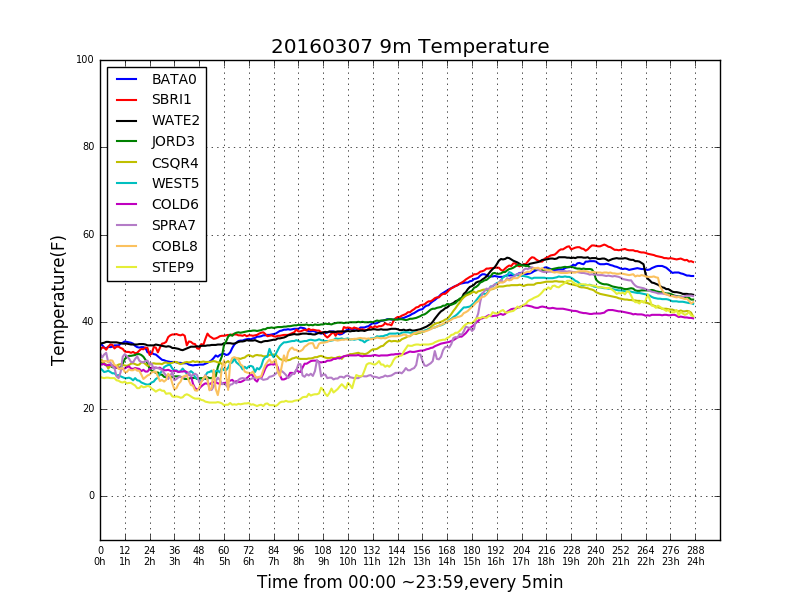 20160307 9m Temperature
100
80
60
40
20
0
Temperature(F)
BATA0
SBRI1
WATE2
JORD3
CSQR4
WEST5
COLD6
SPRA7
COBL8
STEP9
0 12 24 36 48 60 72 84 96 108 120 132 144 156 168 180 192 204 216 228 240 252 264 276 288
0h 1h 2h 3h 4h 5h 6h 7h 8h 9h 10h 11h 12h 13h 14h 15h 16h 17h 18h 19h 20h 21h 22h 23h 24h
Time from 00:00 ~23:59,every 5min